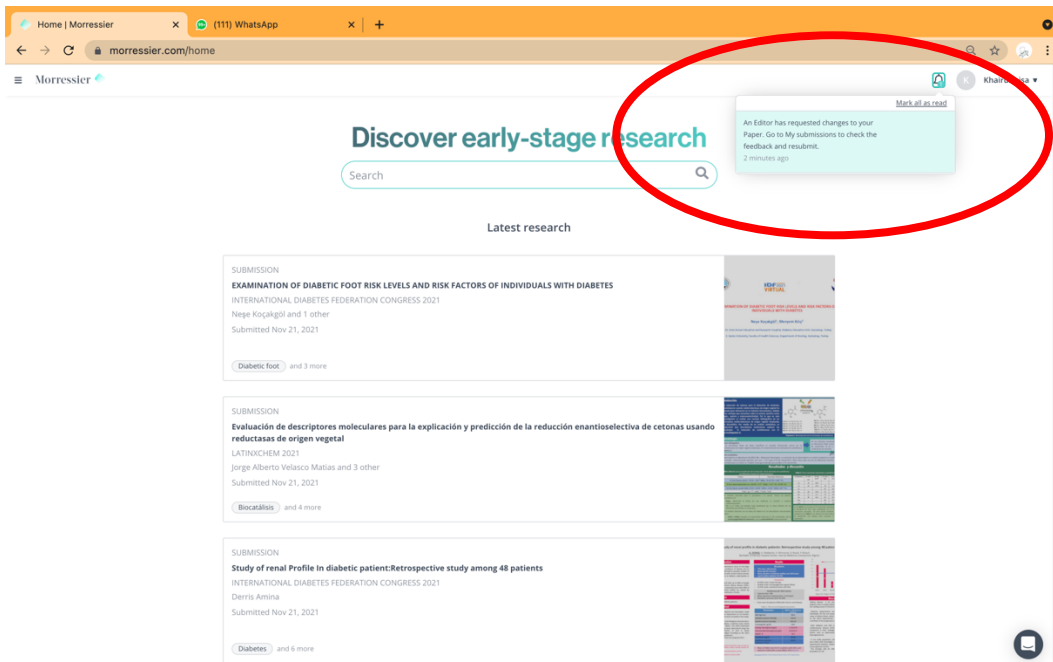 Home | Morressier
(111) WhatsApp
morressier.com/home
Morressier
K
Mark all as read
An Editor has requested changes to your
Paper. Go to My submissions to check the
feedback and resubmit.
2 minutes ago
Discover early-stage research
Search
Latest research
SUBMISSION
EXAMINATION OF DIABETIC FOOT RISK LEVELS AND RISK FACTORS OF INDIVIDUALS WITH DIABETES
INTERNATIONAL DIABETES FEDERATION CONGRESS 2021
Neşe Koçakgöl and 1 other
Submitted Nov 21, 2021
Diabetic foot and 3 more
SUBMISSION
Evaluación de descriptores moleculares para la explicación y predicción de la reducción enantioselectiva de cetonas usando
reductasas de origen vegetal
LATINXCHEM 2021
Jorge Alberto Velasco Matias and 3 other
Submitted Nov 21, 2021
Biocatálisis and 4 more
SUBMISSION
Study of renal Profile In diabetic patient:Retrospective study among 48 patients
INTERNATIONAL DIABETES FEDERATION CONGRESS 2021
Derris Amina
Submitted Nov 21, 2021
Diabetes and 6 more